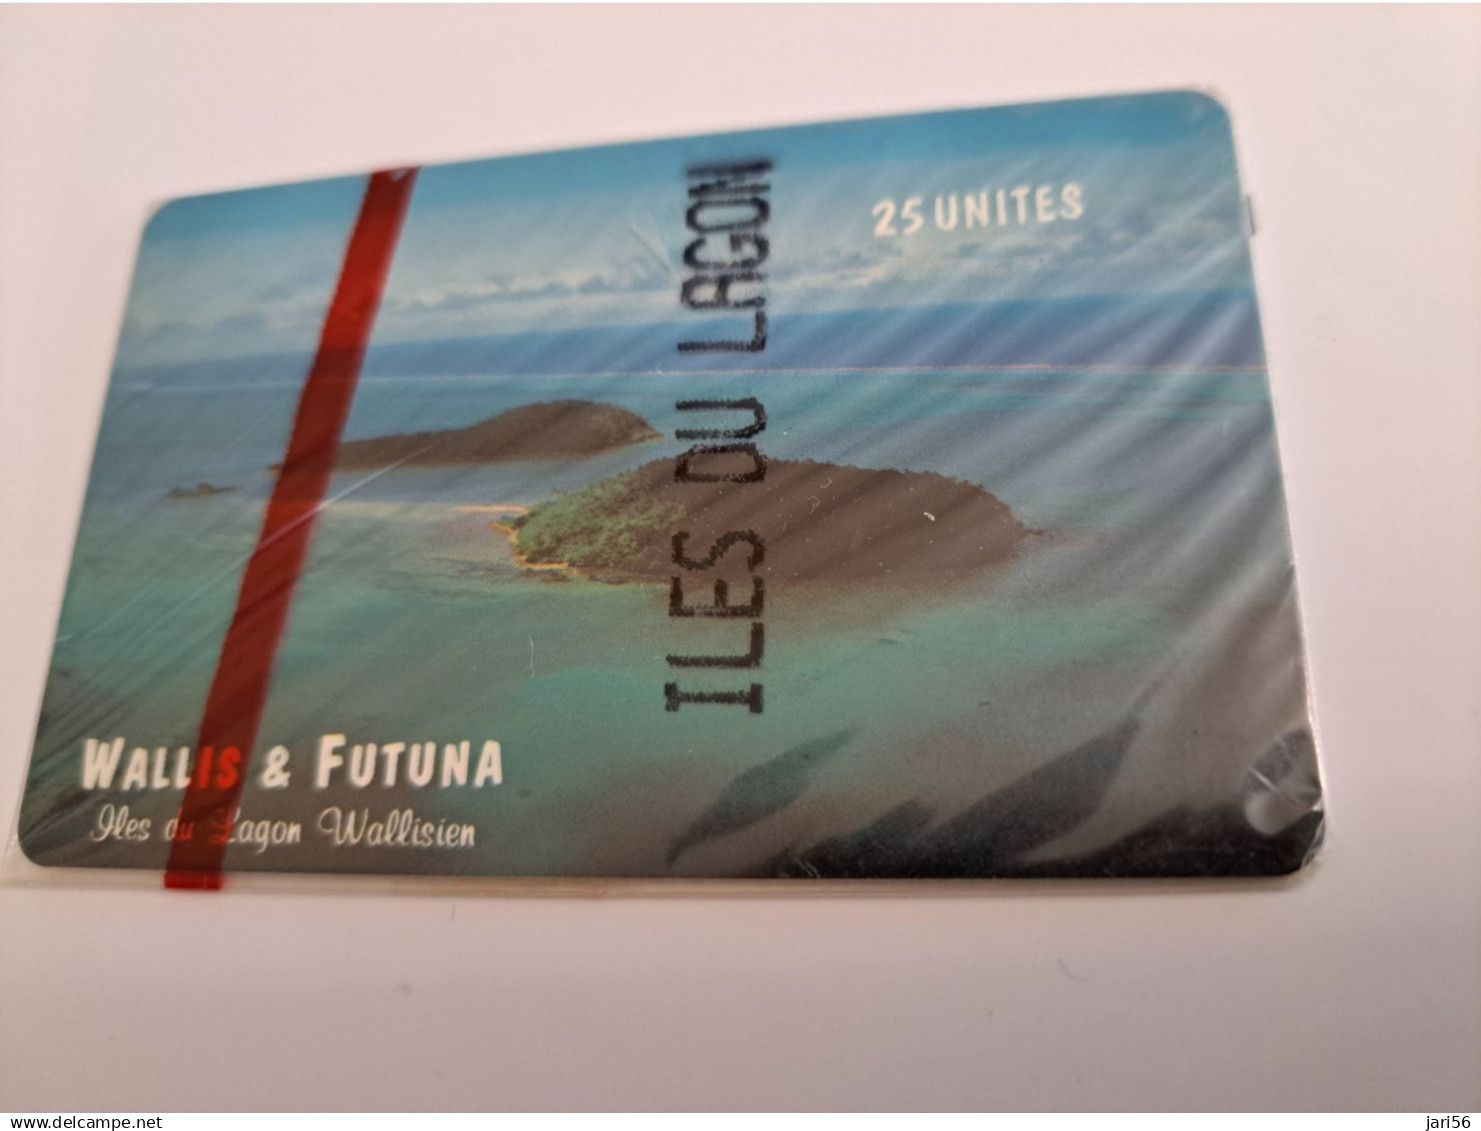 25 UNITES
ILES DU LAGON
WALLIS & FUTUNA
Iles du Lagon Wallisien
www.delcampe.net
jari56